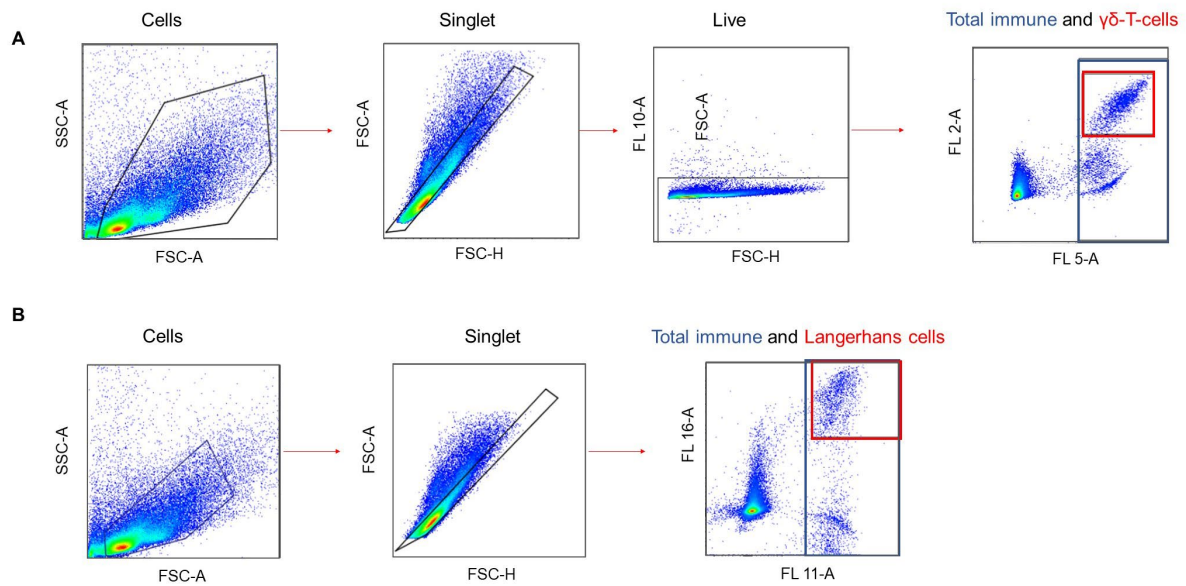 A
Cells
Singlet
Live
Total immune and γδ-T-cells
SSC-A
FSC-A
FSC-A
FSC-H
FL 10-A
FSC-A
FSC-H
FL 2-A
FL 5-A
B
Cells
Singlet
Total immune and Langerhans cells
SSC-A
FSC-A
FSC-A
FSC-H
FL 16-A
FL 11-A